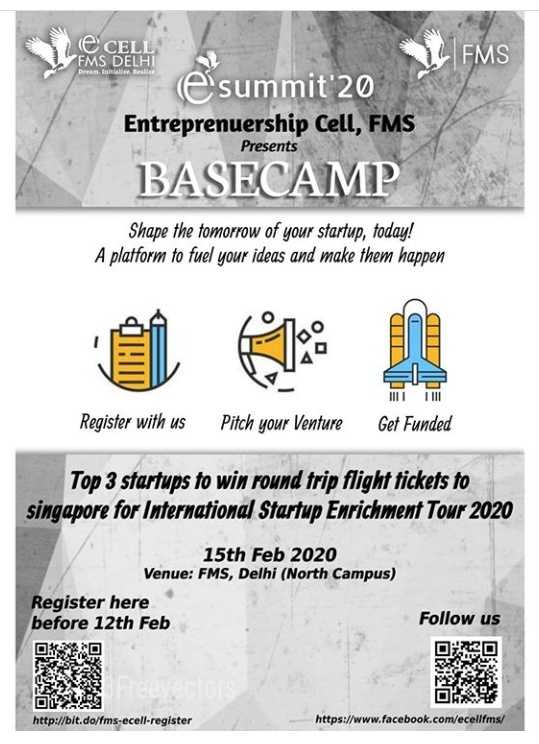 e CELL
FMS DELHI
Dream. Initialise. Realise
FMS
e summit'20
Entreprenuership Cell, FMS
Presents
BASECAMP
Shape the tomorrow of your startup, today!
A platform to fuel your ideas and make them happen
Register with us
Pitch your Venture
Get Funded
Top 3 startups to win round trip flight tickets to
singapore for International Startup Enrichment Tour 2020
15th Feb 2020
Venue: FMS, Delhi (North Campus)
Register here
before 12th Feb
Follow us
Freevectors
http://bit.do/fms-ecell-register
https://www.facebook.com/ecellfms/